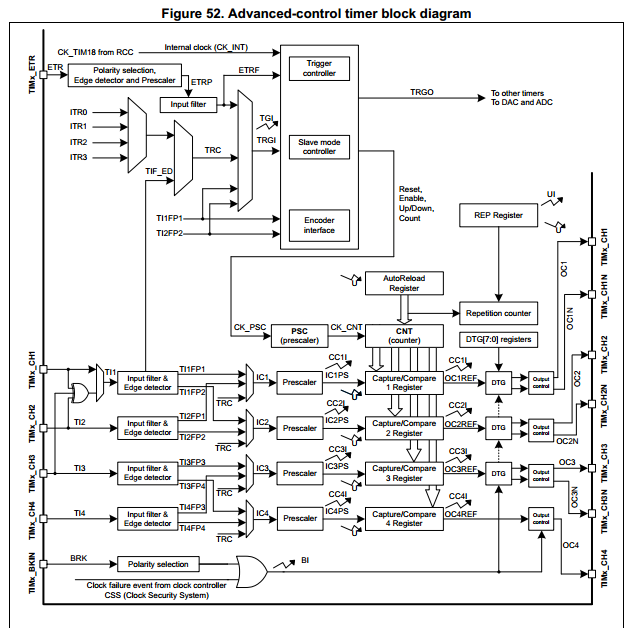 Figure 52. Advanced-control timer block diagram
CK_TIM18 from RCC
Internal clock (CK_INT)
TIMx_ETR
ETR
Polarity selection,
Edge detector and Prescaler
ETRP
Input filter
ETRF
Trigger
controller
TRGO
To other timers
To DAC and ADC
ITR0
ITR1
ITR2
ITR3
TRC
TIF_ED
TGI
TRGI
Slave mode
controller
Reset,
Enable,
Up/Down,
Count
TI1FP1
TI2FP2
Encoder
interface
REP Register
UI
AutoReload
Register
U
Repetition counter
U
CK_PSC
PSC
(prescaler)
CK_CNT
CNT
(counter)
DTG[7:0] registers
TIMx_CH1
TI1
Input filter &
Edge detector
TI1FP1
TI1FP2
TRC
IC1
Prescaler
CC1I
IC1PS
U
Capture/Compare
1 Register
CC1I
OC1REF
DTG
Output
control
OC1
OC1N
TIMx_CH1
TIMx_CH1N
TIMx_CH2
TI2
Input filter &
Edge detector
TI2FP1
TI2FP2
TRC
IC2
Prescaler
CC2I
IC2PS
U
Capture/Compare
2 Register
CC2I
OC2REF
DTG
Output
control
OC2
OC2N
TIMx_CH2
TIMx_CH2N
TIMx_CH3
TI3
Input filter &
Edge detector
TI3FP3
TI3FP4
TRC
IC3
Prescaler
CC3I
IC3PS
U
Capture/Compare
3 Register
CC3I
OC3REF
DTG
Output
control
OC3
OC3N
TIMx_CH3
TIMx_CH3N
TIMx_CH4
TI4
Input filter &
Edge detector
TI4FP3
TI4FP4
TRC
IC4
Prescaler
CC4I
IC4PS
U
Capture/Compare
4 Register
CC4I
OC4REF
Output
control
OC4
TIMx_CH4
TIMx_BKIN
BRK
Polarity selection
BI
Clock failure event from clock controller
CSS (Clock Security System)